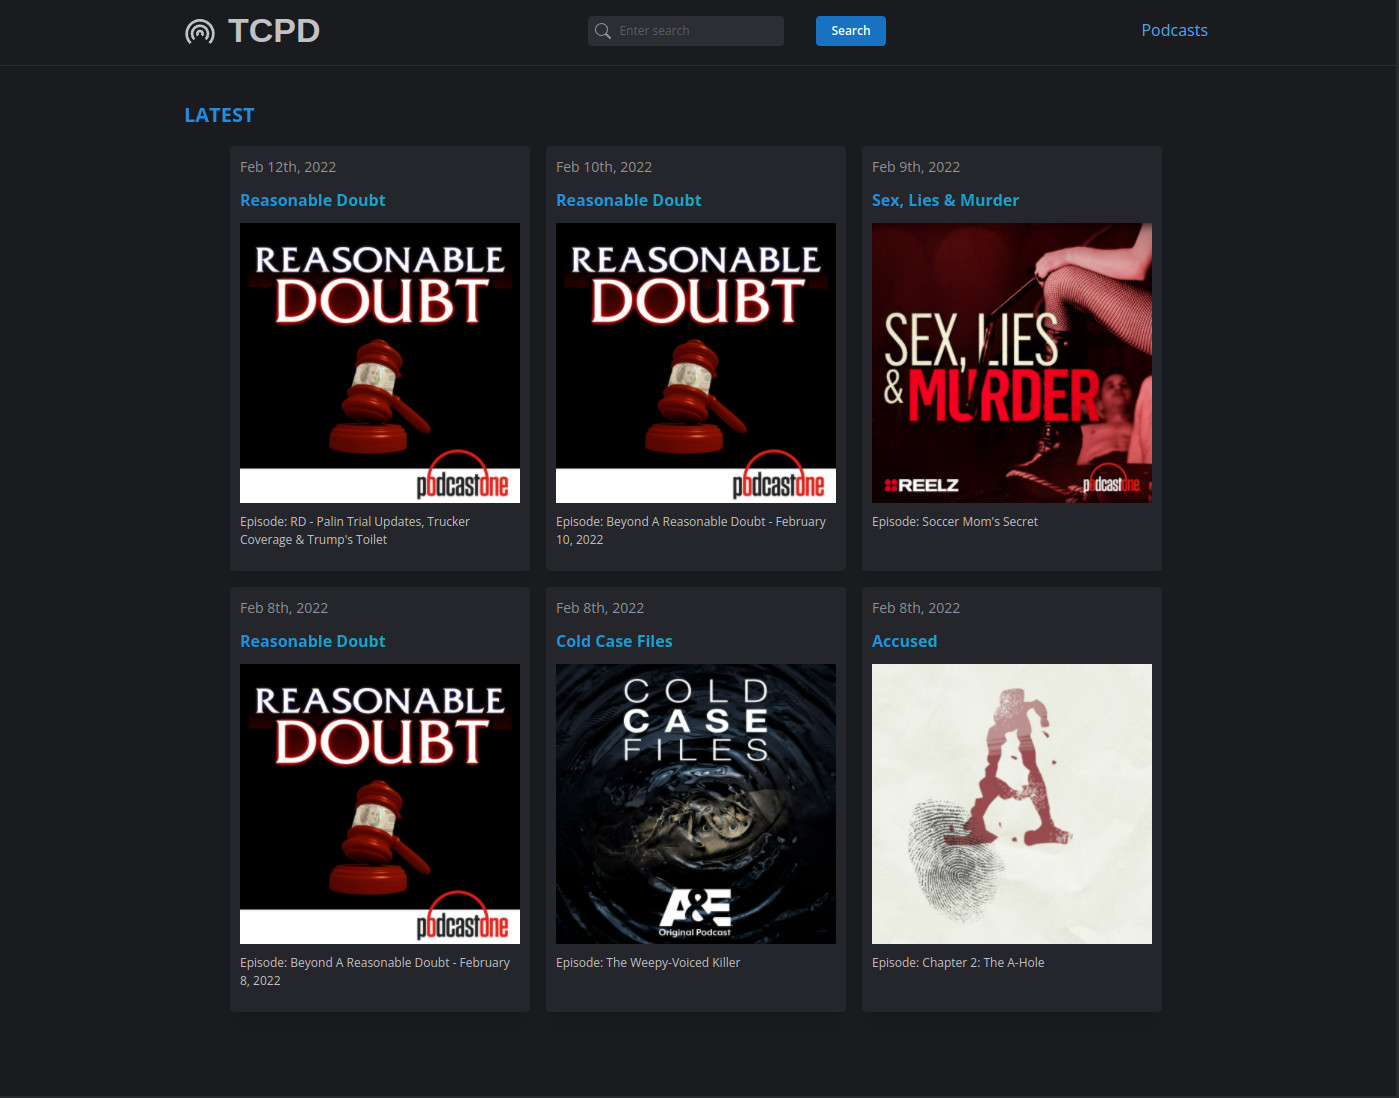 TCPD
Enter search
Search
Podcasts
LATEST
Feb 12th, 2022
Reasonable Doubt
REASONABLE
DOUBT
podcastone
Episode: RD - Palin Trial Updates, Trucker
Coverage & Trump's Toilet
Feb 10th, 2022
Reasonable Doubt
REASONABLE
DOUBT
podcastone
Episode: Beyond A Reasonable Doubt - February
10, 2022
Feb 9th, 2022
Sex, Lies & Murder
SEX, LIES
& MURDER
REELZ
podcastone
Episode: Soccer Mom's Secret
Feb 8th, 2022
Reasonable Doubt
REASONABLE
DOUBT
podcastone
Episode: Beyond A Reasonable Doubt - February
8, 2022
Feb 8th, 2022
Cold Case Files
COLD
CASE
FILES
A&E
Original Podcast
Episode: The Weepy-Voiced Killer
Feb 8th, 2022
Accused
A
Episode: Chapter 2: The A-Hole